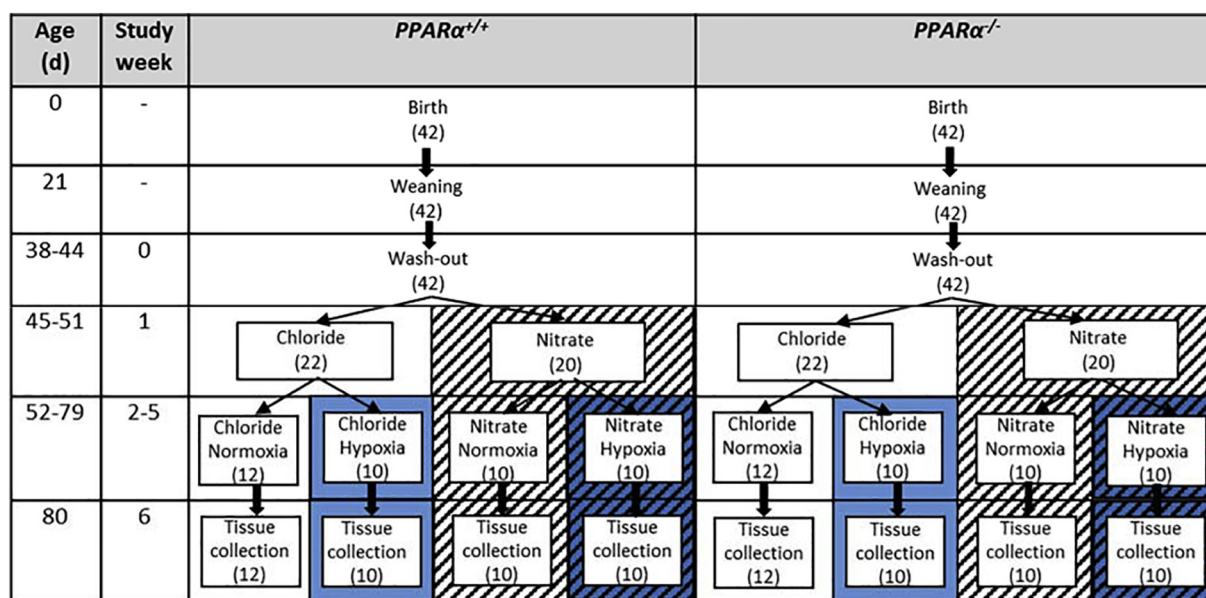 Age (d)
Study week
PPARα+/+
PPARα-/-
0
-
Birth
(42)
Birth
(42)
21
-
Weaning
(42)
Weaning
(42)
38-44
0
Wash-out
(42)
Wash-out
(42)
45-51
1
Chloride
(22)
Nitrate
(20)
Chloride
(22)
Nitrate
(20)
52-79
2-5
Chloride
Normoxia
(12)
Chloride
Hypoxia
(10)
Nitrate
Normoxia
(10)
Nitrate
Hypoxia
(10)
Chloride
Normoxia
(12)
Chloride
Hypoxia
(10)
Nitrate
Normoxia
(10)
Nitrate
Hypoxia
(10)
80
6
Tissue
collection
(12)
Tissue
collection
(10)
Tissue
collection
(10)
Tissue
collection
(10)
Tissue
collection
(12)
Tissue
collection
(10)
Tissue
collection
(10)
Tissue
collection
(10)